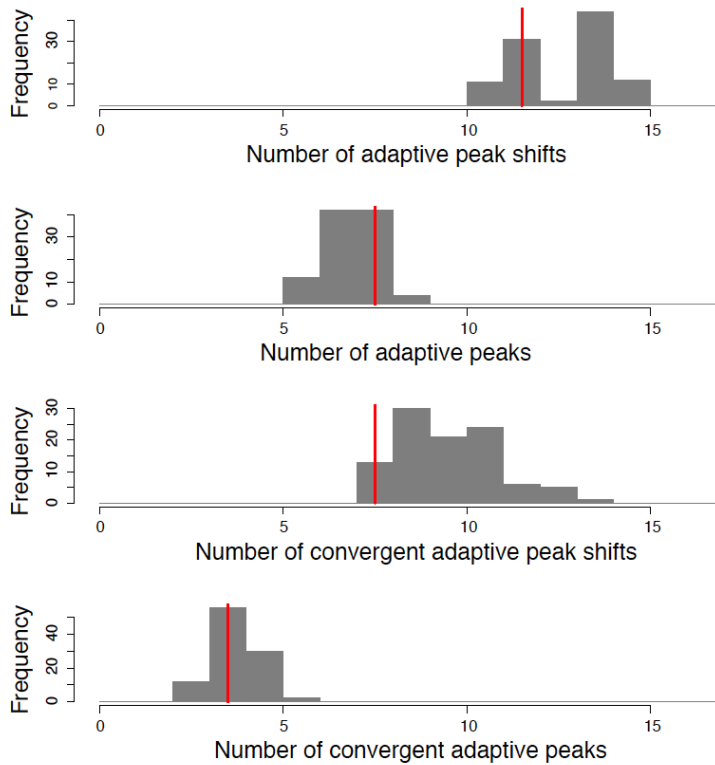 Frequency
30
10
0
0 5 10 15
Number of adaptive peak shifts
Frequency
30
10
0
0 5 10 15
Number of adaptive peaks
Frequency
30
20
10
0
0 5 10 15
Number of convergent adaptive peak shifts
Frequency
40
20
0
0 5 10 15
Number of convergent adaptive peaks